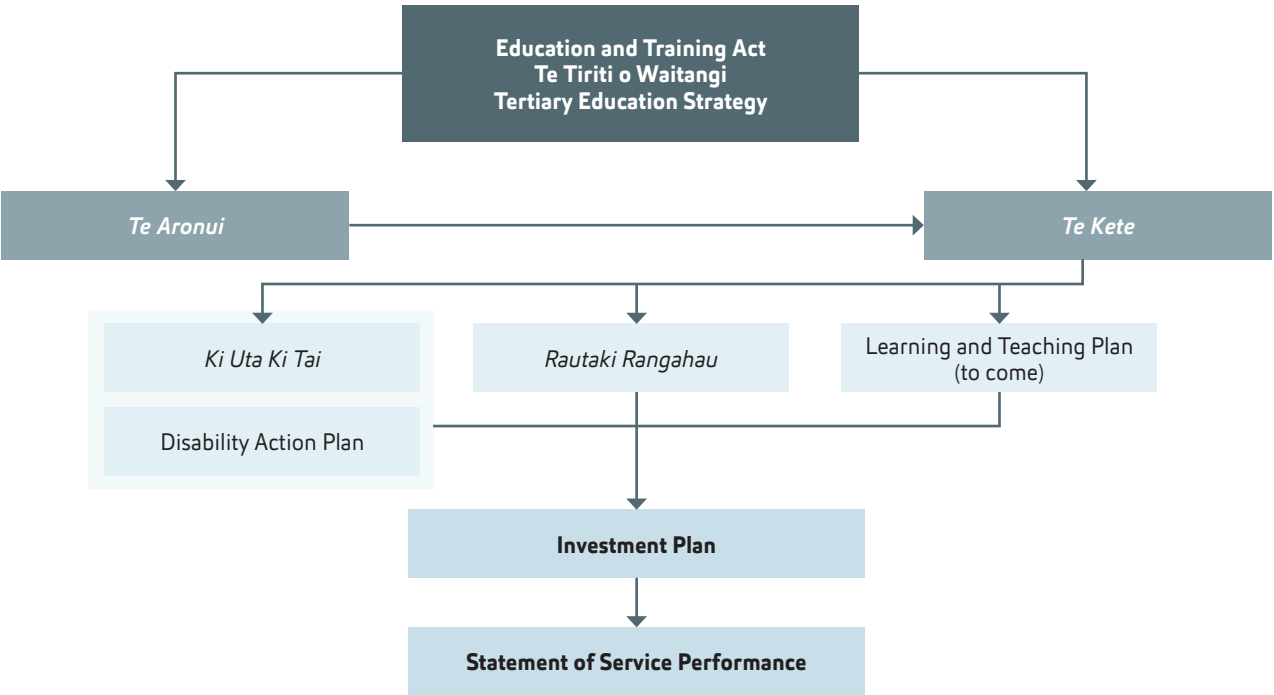 Education and Training Act
Te Tiriti o Waitangi
Tertiary Education Strategy
Te Aronui
Te Kete
Ki Uta Ki Tai
Rautaki Rangahau
Learning and Teaching Plan
(to come)
Disability Action Plan
Investment Plan
Statement of Service Performance